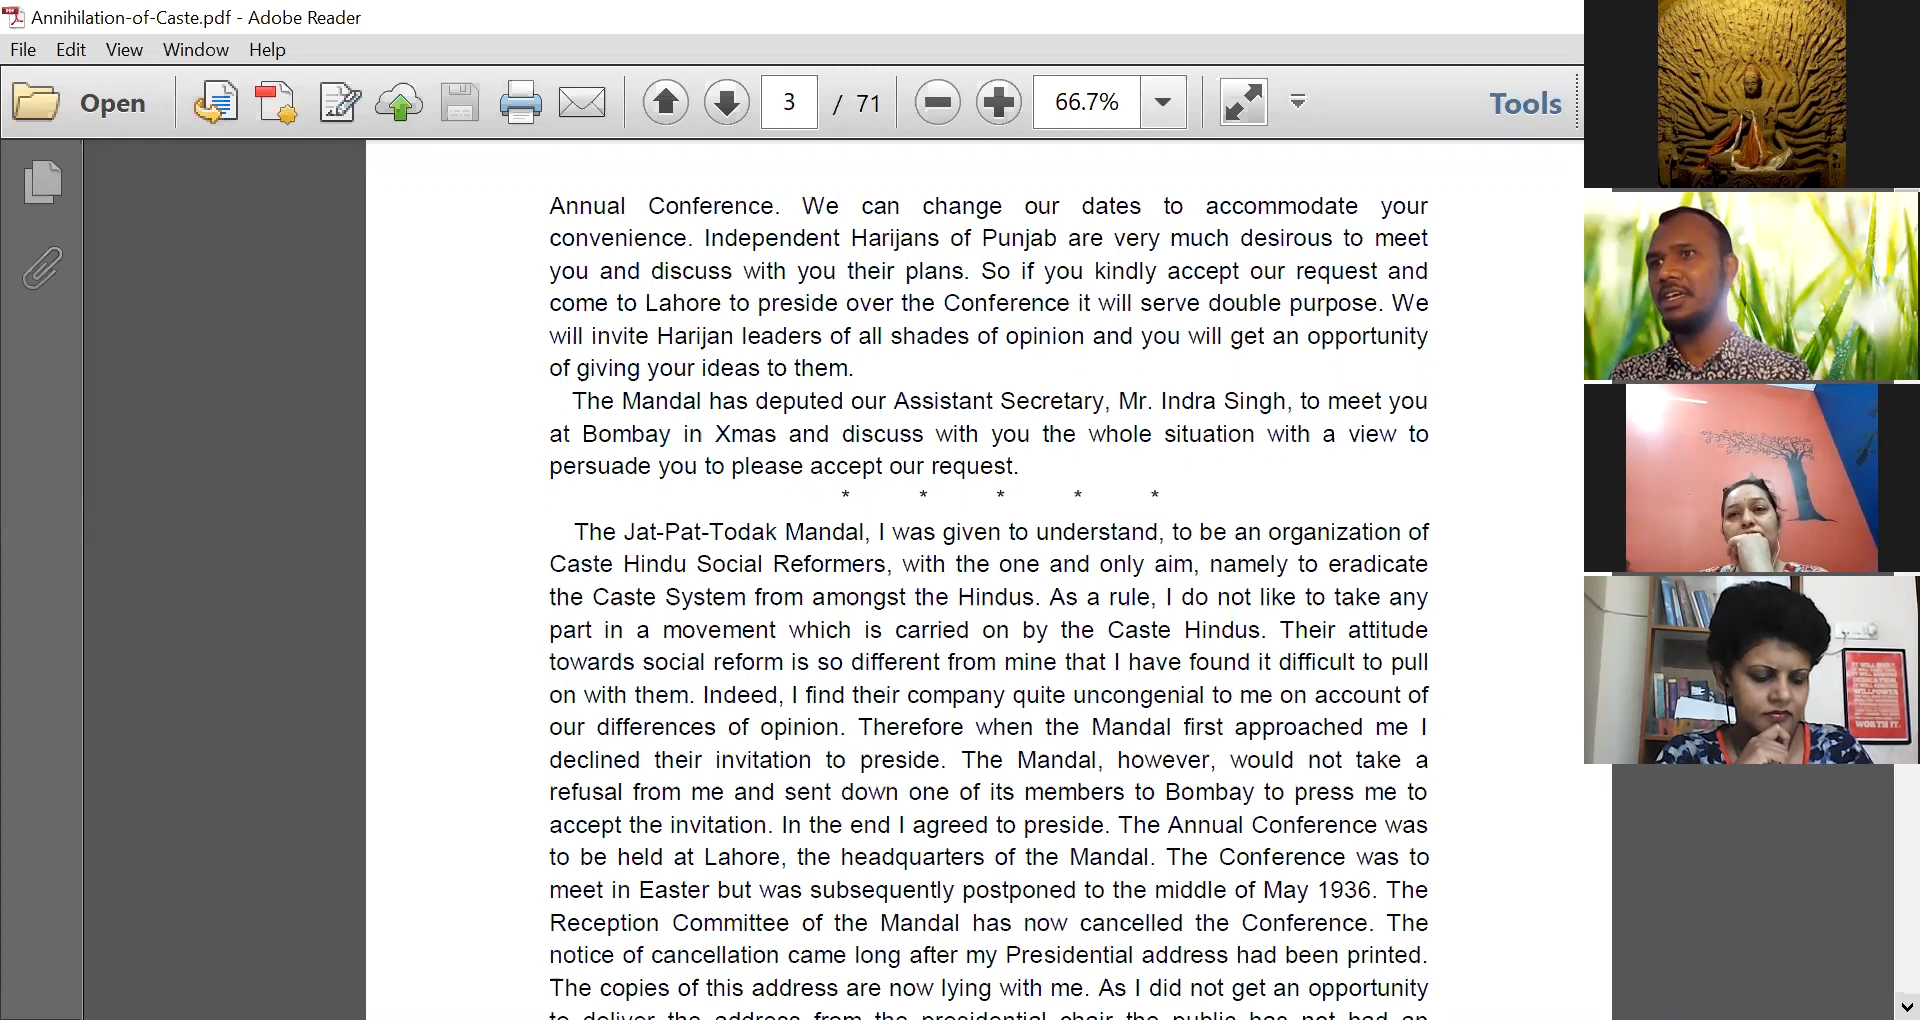 Annihilation-of-Caste.pdf - Adobe Reader
File Edit View Window Help
Open 3 / 71 66.7% Tools
Annual Conference. We can change our dates to accommodate your
convenience. Independent Harijans of Punjab are very much desirous to meet
you and discuss with you their plans. So if you kindly accept our request and
come to Lahore to preside over the Conference it will serve double purpose. We
will invite Harijan leaders of all shades of opinion and you will get an opportunity
of giving your ideas to them.
The Mandal has deputed our Assistant Secretary, Mr. Indra Singh, to meet you
at Bombay in Xmas and discuss with you the whole situation with a view to
persuade you to please accept our request.
* * * * *
The Jat-Pat-Todak Mandal, I was given to understand, to be an organization of
Caste Hindu Social Reformers, with the one and only aim, namely to eradicate
the Caste System from amongst the Hindus. As a rule, I do not like to take any
part in a movement which is carried on by the Caste Hindus. Their attitude
towards social reform is so different from mine that I have found it difficult to pull
on with them. Indeed, I find their company quite uncongenial to me on account of
our differences of opinion. Therefore when the Mandal first approached me I
declined their invitation to preside. The Mandal, however, would not take a
refusal from me and sent down one of its members to Bombay to press me to
accept the invitation. In the end I agreed to preside. The Annual Conference was
to be held at Lahore, the headquarters of the Mandal. The Conference was to
meet in Easter but was subsequently postponed to the middle of May 1936. The
Reception Committee of the Mandal has now cancelled the Conference. The
notice of cancellation came long after my Presidential address had been printed.
The copies of this address are now lying with me. As I did not get an opportunity
to deliver the address from the presidential chair the public has not had an
WILLPOWER
WORTH IT.